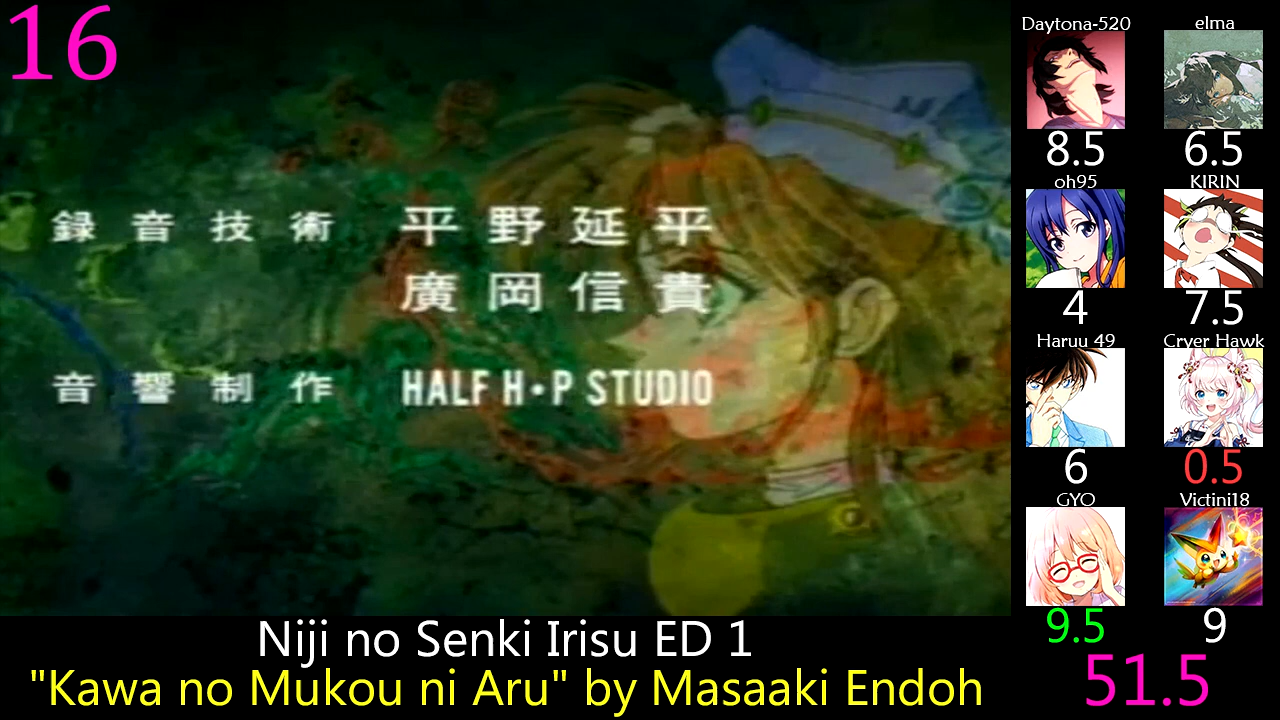 16
録音技術 平野延平
廣岡信貴
音響制作 HALF H・P STUDIO
Niji no Senki Irisu ED 1
"Kawa no Mukou ni Aru" by Masaaki Endoh
Daytona-520 elma
8.5 6.5
oh95 KIRIN
4 7.5
Haruu 49 Cryer Hawk
6 0.5
GYO Victini18
9.5 9
51.5